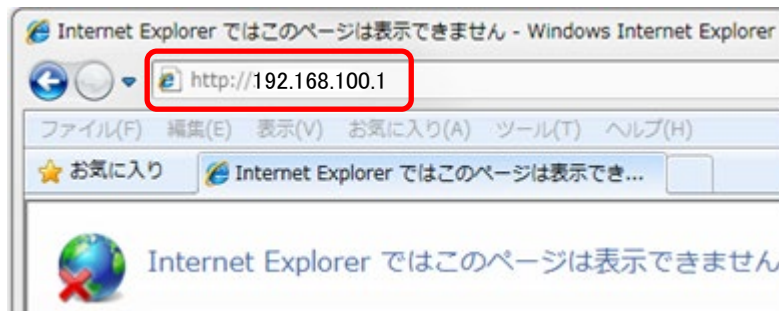 Internet Explorer ではこのページは表示できません - Windows Internet Explorer
http://192.168.100.1
ファイル(F) 編集(E) 表示(V) お気に入り(A) ツール(T) ヘルプ(H)
お気に入り Internet Explorer ではこのページは表示でき...
Internet Explorer ではこのページは表示できません